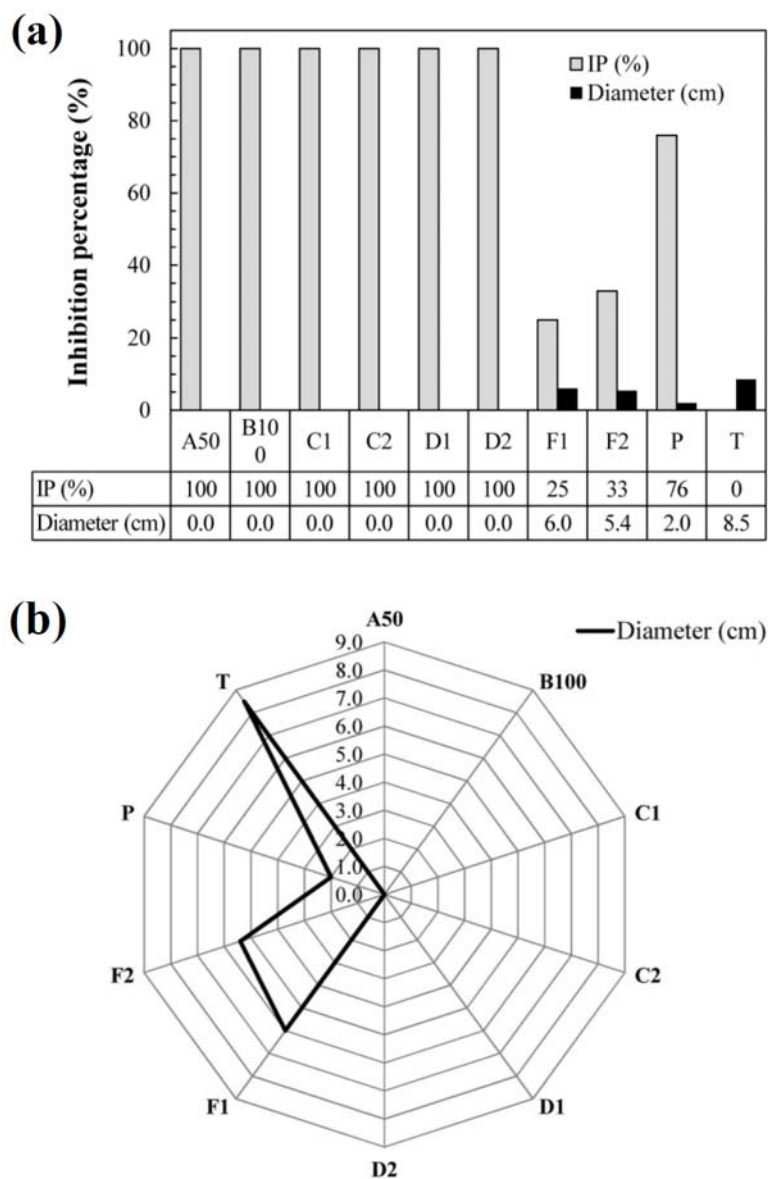 (a)
IP (%)
Diameter (cm)
Inhibition percentage (%)
100
80
60
40
20
0
A50 B10 0 C1 C2 D1 D2 F1 F2 P T
IP (%) 100 100 100 100 100 100 25 33 76 0
Diameter (cm) 0.0 0.0 0.0 0.0 0.0 0.0 6.0 5.4 2.0 8.5
(b)
Diameter (cm)
A50
B100
C1
C2
D1
D2
F1
F2
P
T
9.0
8.0
7.0
6.0
5.0
4.0
3.0
2.0
1.0
0.0